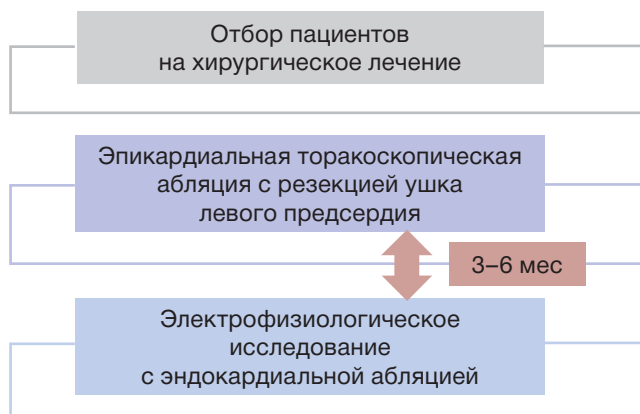 Отбор пациентов
на хирургическое лечение
Эпикардиальная торакоскопическая
абляция с резекцией ушка
левого предсердия
3–6 мес
Электрофизиологическое
исследование
с эндокардиальной абляцией